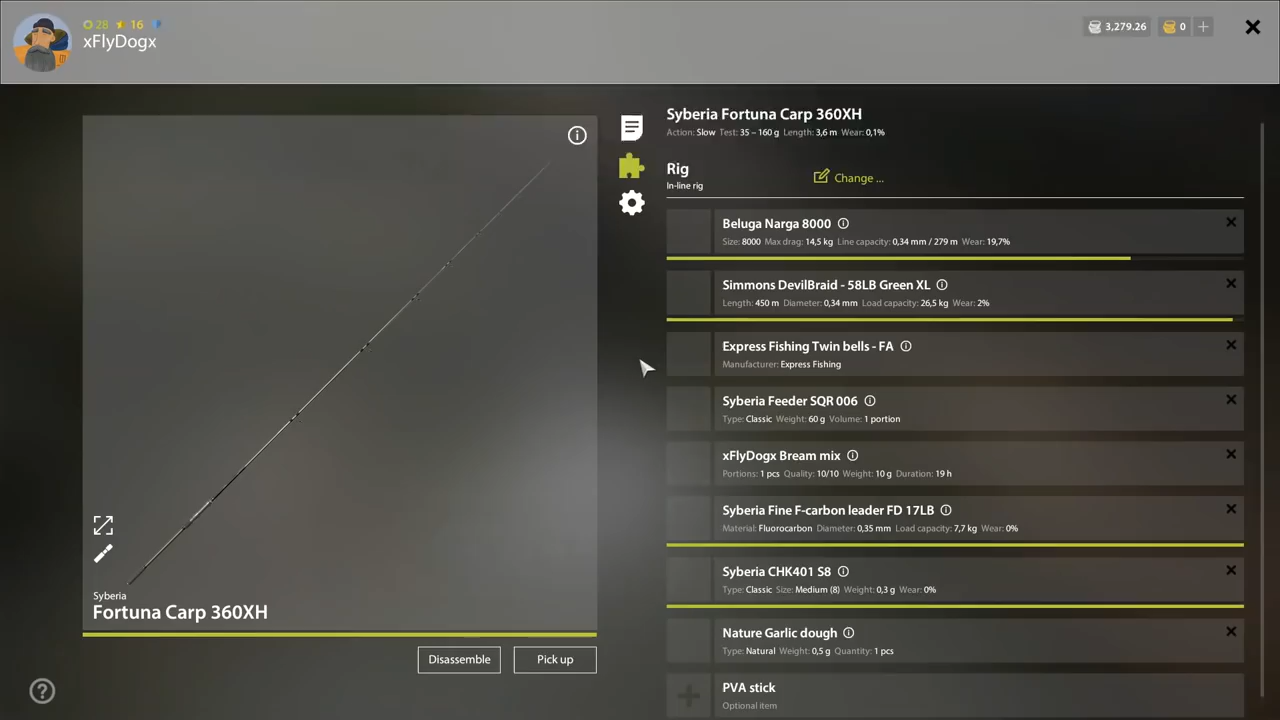 28 16
xFlyDogx
3,279.26 0
Syberia Fortuna Carp 360XH
Action: Slow Test: 35 – 160 g Length: 3,6 m Wear: 0,1%
Rig
In-line rig
Change ...
Beluga Narga 8000
Size: 8000 Max drag: 14,5 kg Line capacity: 0,34 mm / 279 m Wear: 19,7%
Simmons DevilBraid - 58LB Green XL
Length: 450 m Diameter: 0,34 mm Load capacity: 26,5 kg Wear: 2%
Express Fishing Twin bells - FA
Manufacturer: Express Fishing
Syberia Feeder SQR 006
Type: Classic Weight: 60 g Volume: 1 portion
xFlyDogx Bream mix
Portions: 1 pcs Quality: 10/10 Weight: 10 g Duration: 19 h
Syberia Fine F-carbon leader FD 17LB
Material: Fluorocarbon Diameter: 0,35 mm Load capacity: 7,7 kg Wear: 0%
Syberia CHK401 S8
Type: Classic Size: Medium (8) Weight: 0,3 g Wear: 0%
Nature Garlic dough
Type: Natural Weight: 0,5 g Quantity: 1 pcs
PVA stick
Optional item
Syberia
Fortuna Carp 360XH
Disassemble
Pick up